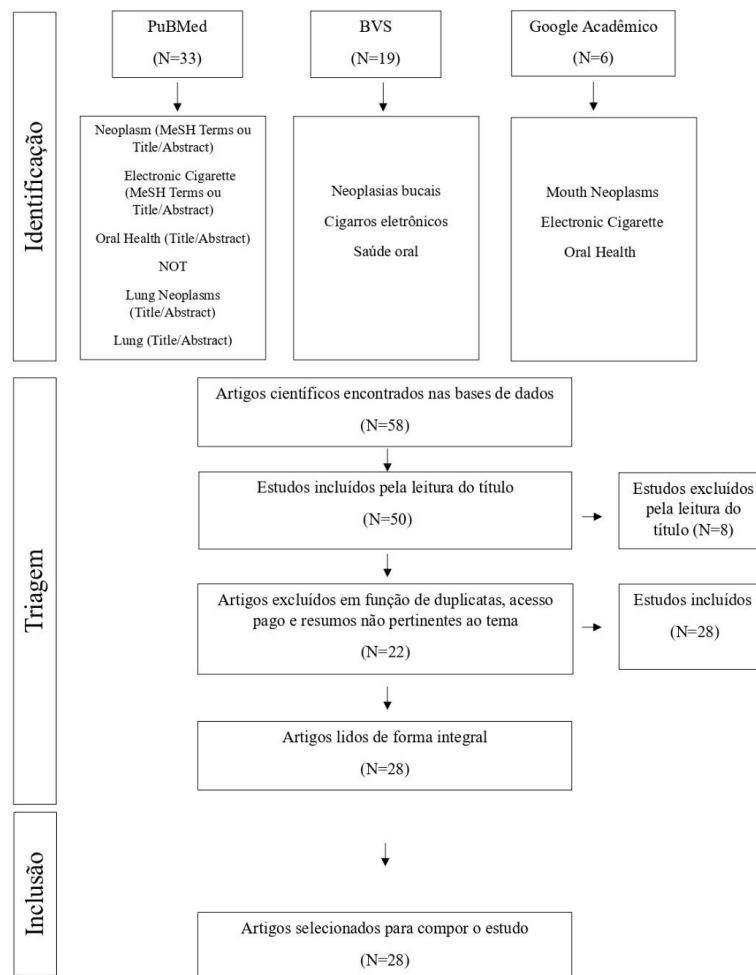 Identificação
PuBMed
(N=33)
BVS
(N=19)
Google Acadêmico
(N=6)
Neoplasm (MeSH Terms ou
Title/Abstract)
Electronic Cigarette
(MeSH Terms ou
Title/Abstract)
Oral Health (Title/Abstract)
NOT
Lung Neoplasms
(Title/Abstract)
Lung (Title/Abstract)
Neoplasias bucais
Cigarros eletrônicos
Saúde oral
Mouth Neoplasms
Electronic Cigarette
Oral Health
Triagem
Artigos científicos encontrados nas bases de dados
(N=58)
Estudos incluídos pela leitura do título
(N=50)
Estudos excluídos
pela leitura do
título (N=8)
Artigos excluídos em função de duplicatas, acesso
pago e resumos não pertinentes ao tema
(N=22)
Estudos incluídos
(N=28)
Artigos lidos de forma integral
(N=28)
Inclusão
Artigos selecionados para compor o estudo
(N=28)